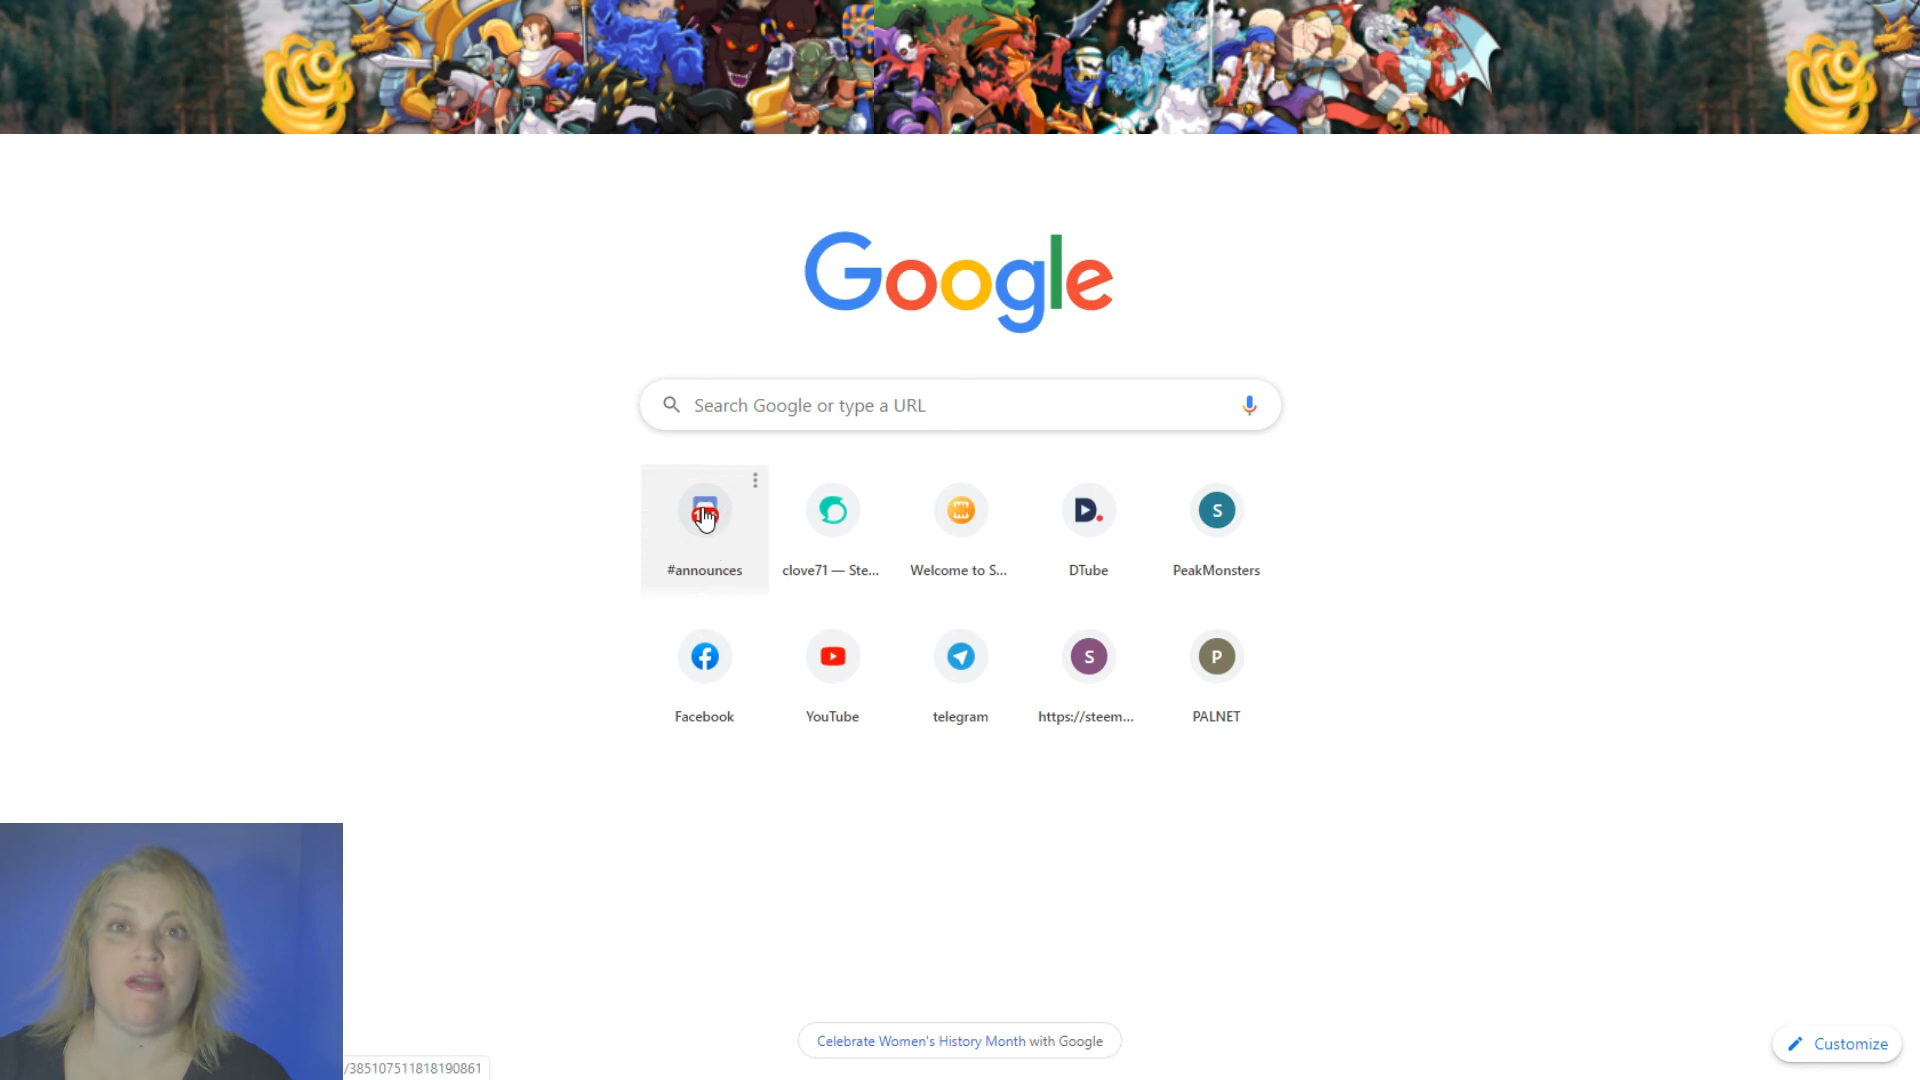 Google
Search Google or type a URL
#announces
clove71 — Ste...
Welcome to S...
DTube
PeakMonsters
S
Facebook
YouTube
telegram
https://steem...
PALNET
S
P
Celebrate Women's History Month with Google
Customize
/385107511818190861